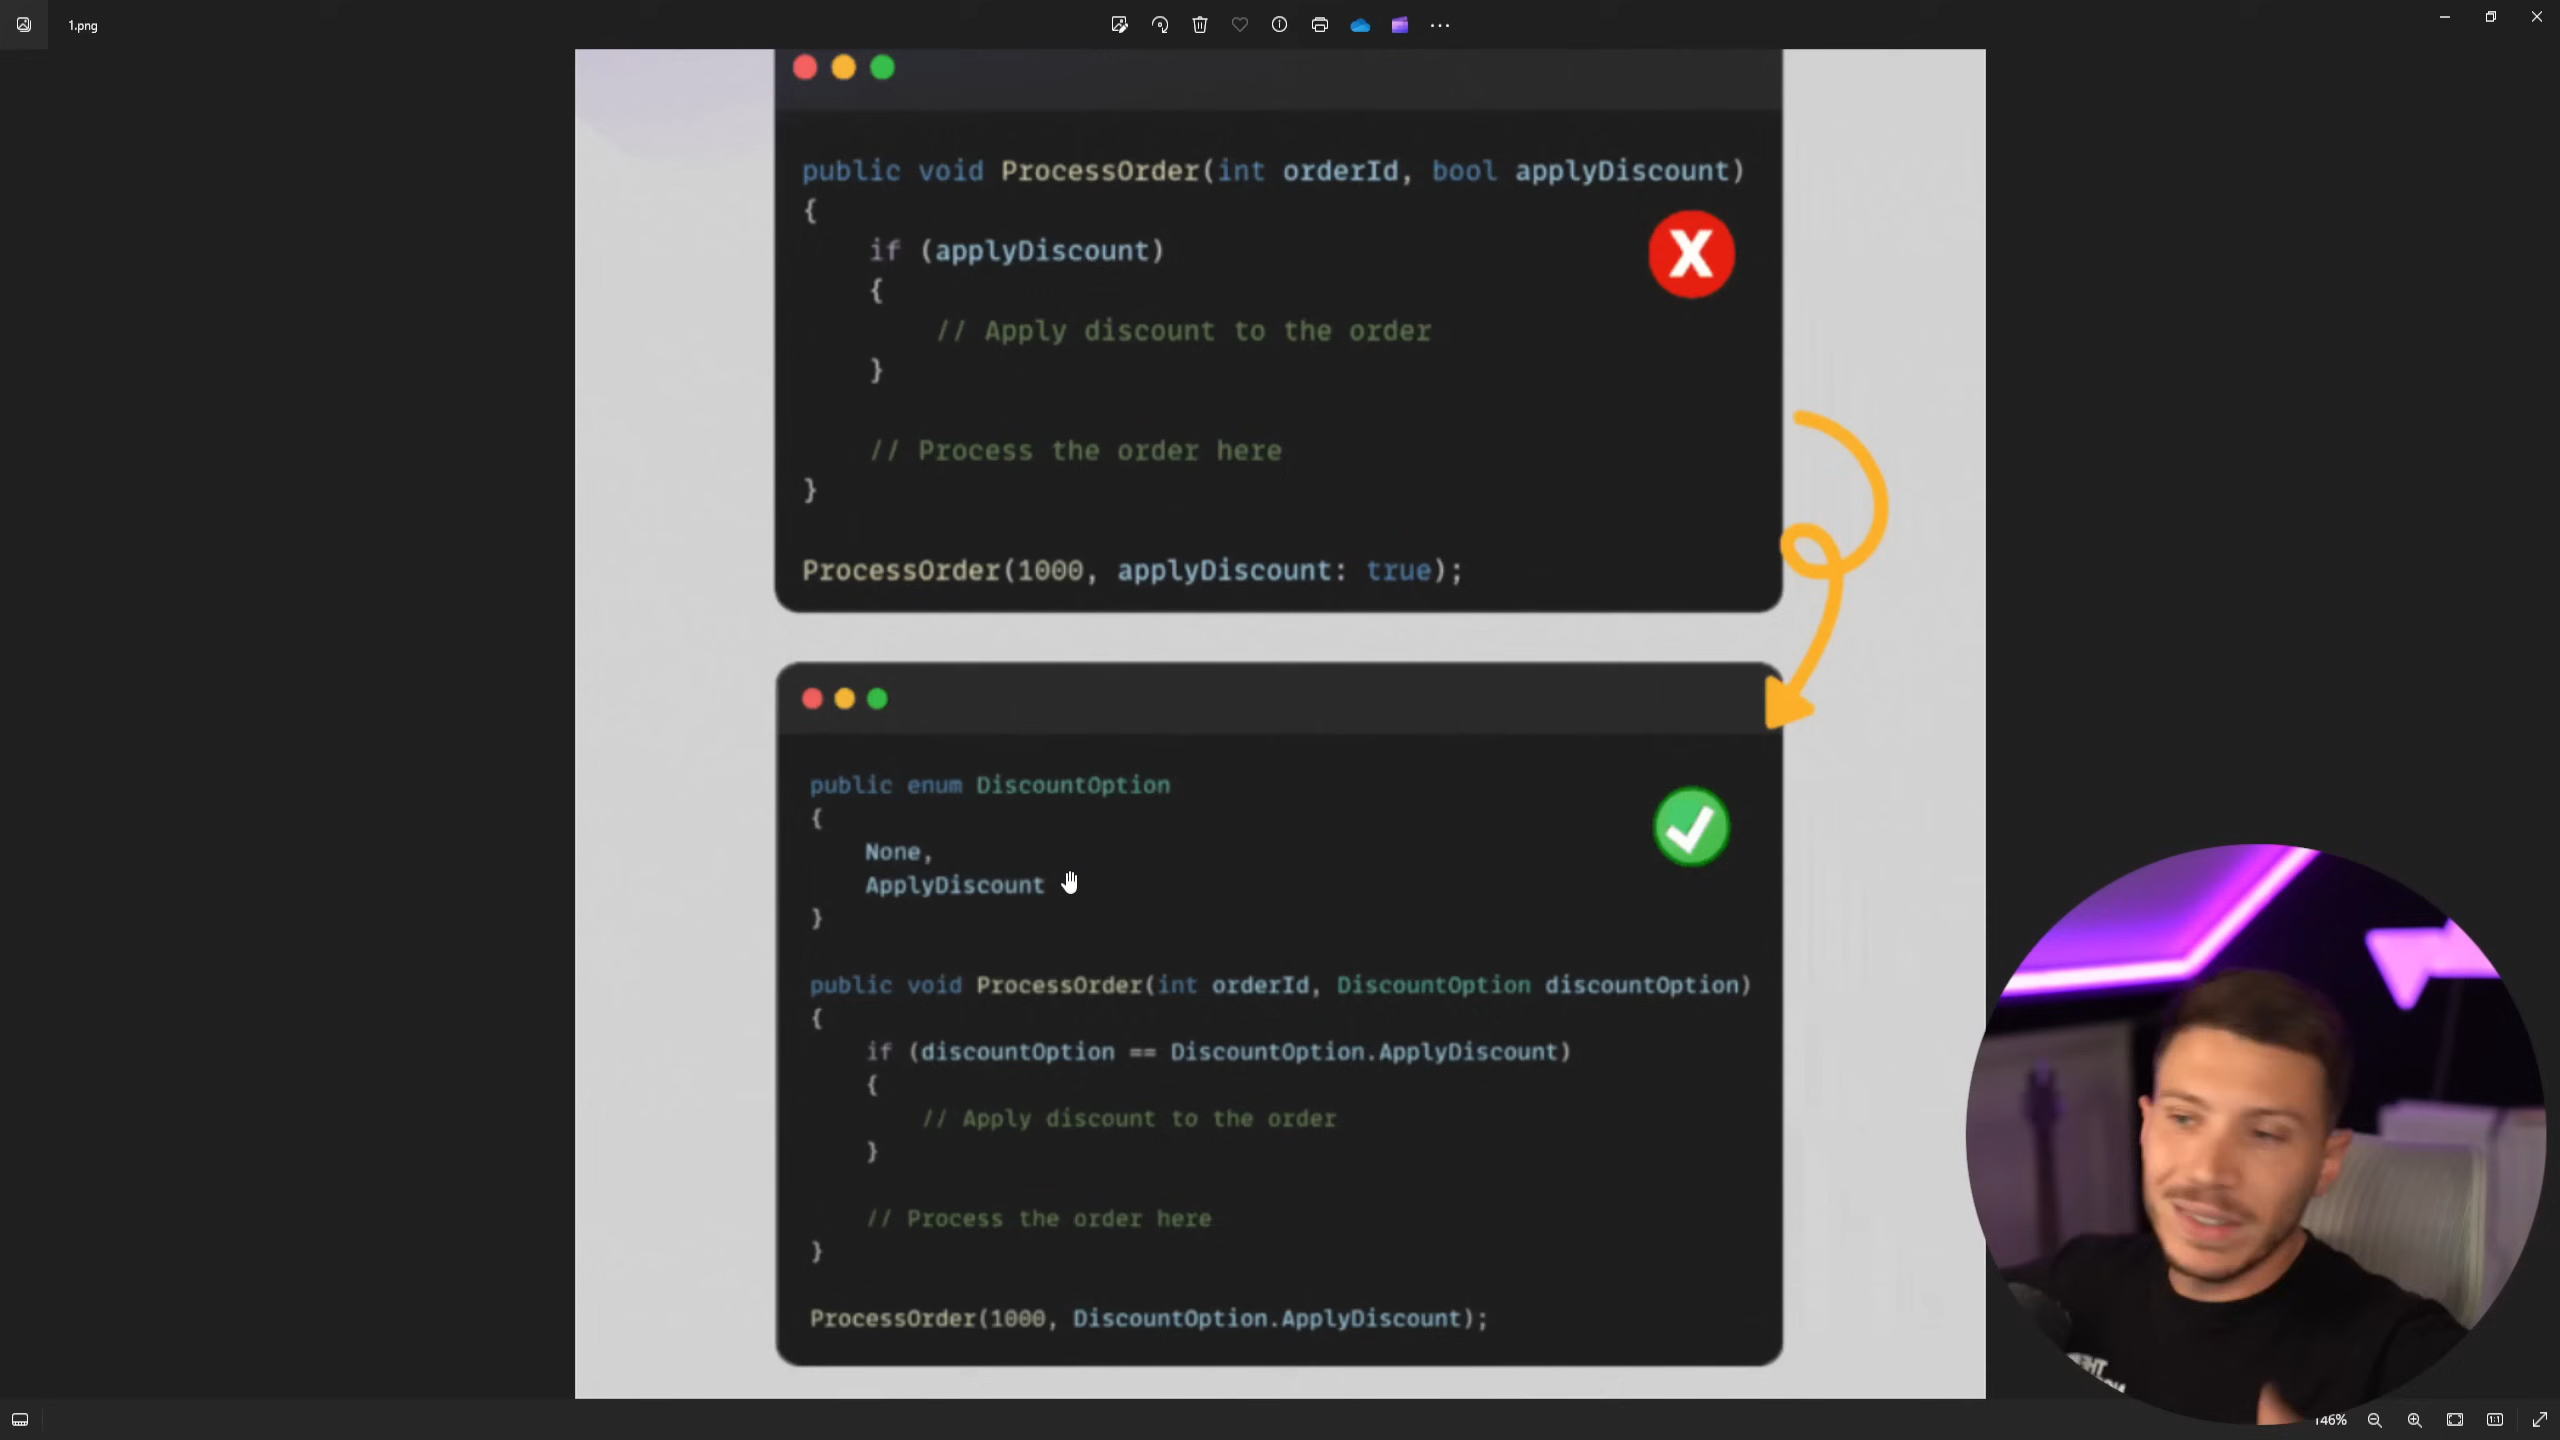 1.png
public void ProcessOrder(int orderId, bool applyDiscount)
{
if (applyDiscount)
{
// Apply discount to the order
}
// Process the order here
}
ProcessOrder(1000, applyDiscount: true);
public enum DiscountOption
{
None,
ApplyDiscount
}
public void ProcessOrder(int orderId, DiscountOption discountOption)
{
if (discountOption == DiscountOption.ApplyDiscount)
{
// Apply discount to the order
}
// Process the order here
}
ProcessOrder(1000, DiscountOption.ApplyDiscount);
146%